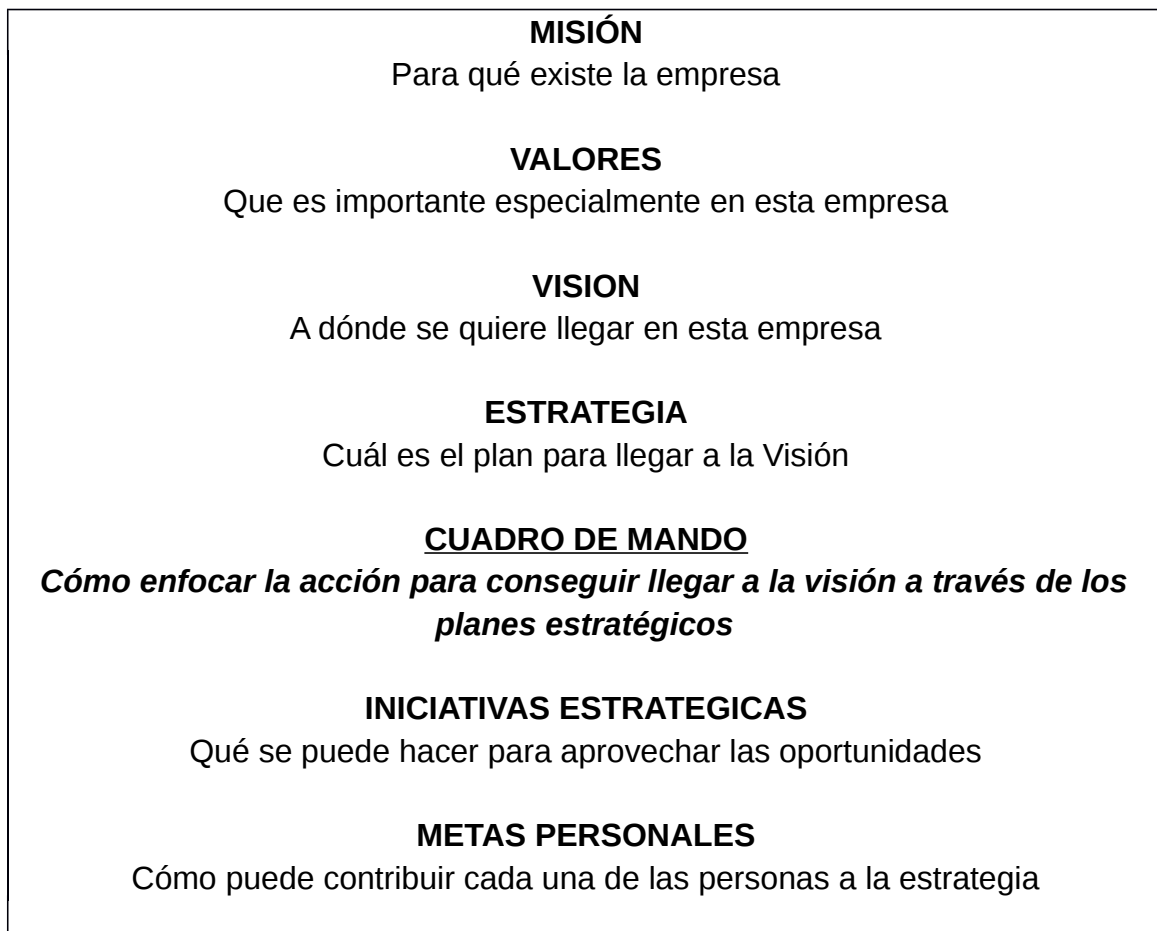 MISIÓN
Para qué existe la empresa
VALORES
Que es importante especialmente en esta empresa
VISION
A dónde se quiere llegar en esta empresa
ESTRATEGIA
Cuál es el plan para llegar a la Visión
CUADRO DE MANDO
Cómo enfocar la acción para conseguir llegar a la visión a través de los
planes estratégicos
INICIATIVAS ESTRATEGICAS
Qué se puede hacer para aprovechar las oportunidades
METAS PERSONALES
Cómo puede contribuir cada una de las personas a la estrategia